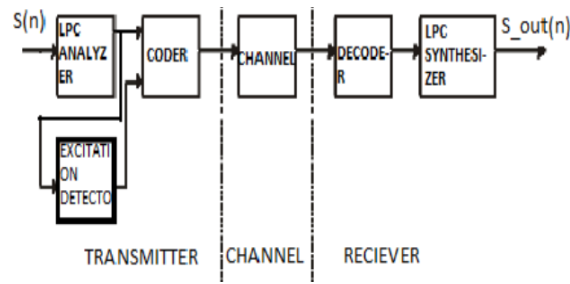 S(n)
LPC
ANALYZ
ER
CODER
CHANNEL
DECODE-
R
LPC
SYNTHESI-
ZER
S_out(n)
EXCITATI
ON
DETECTO
TRANSMITTER
CHANNEL
RECIEVER